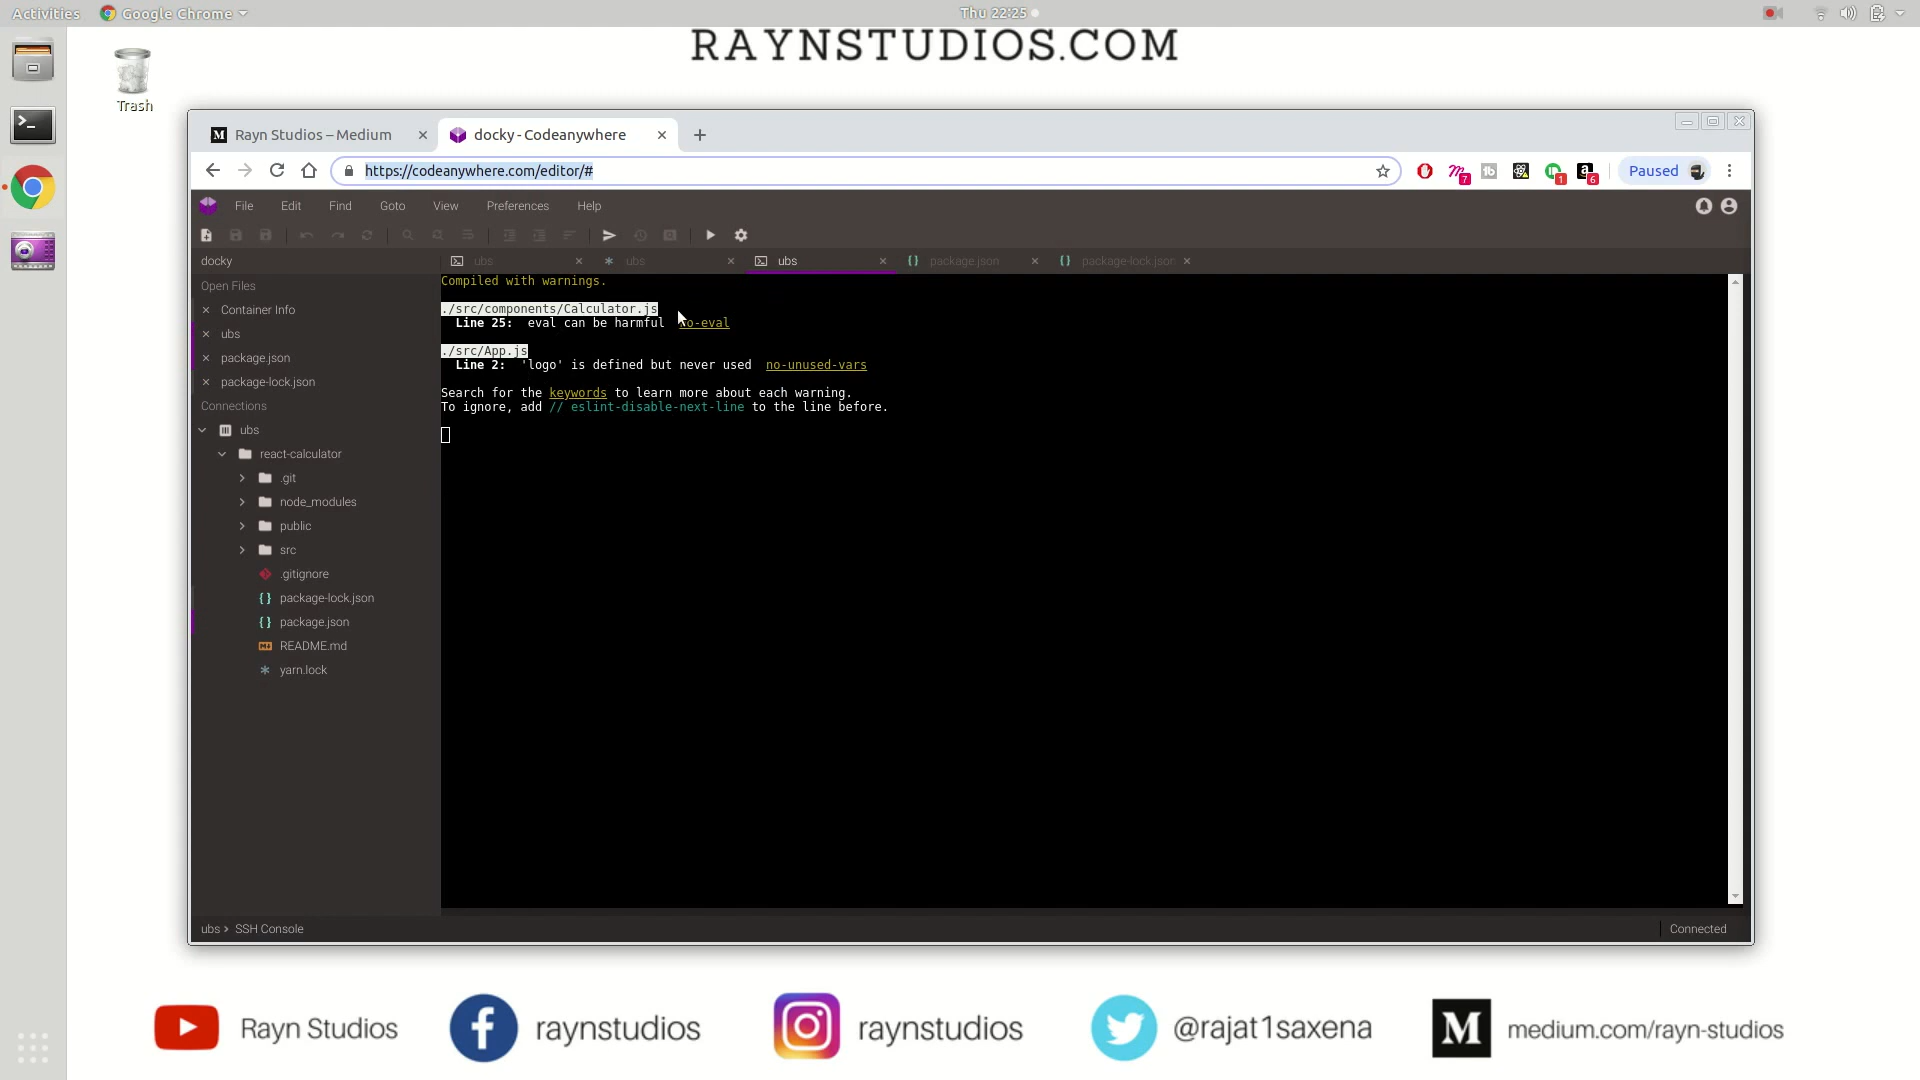 Activities Google Chrome Thu 22:25
RAYNSTUDIOS.COM
Trash
Rayn Studios – Medium docky - Codeanywhere
https://codeanywhere.com/editor/# 7 1 6 Paused
File Edit Find Goto View Preferences Help
docky ubs ubs ubs package.json package-lock.json
Open Files
Container Info
ubs
package.json
package-lock.json
Connections
ubs
react-calculator
.git
node_modules
public
src
.gitignore
package-lock.json
package.json
README.md
yarn.lock
Compiled with warnings.
./src/components/Calculator.js
Line 25: eval can be harmful no-eval
./src/App.js
Line 2: 'logo' is defined but never used no-unused-vars
Search for the keywords to learn more about each warning.
To ignore, add // eslint-disable-next-line to the line before.
ubs › SSH Console Connected
Rayn Studios raynstudios raynstudios @rajat1saxena medium.com/rayn-studios